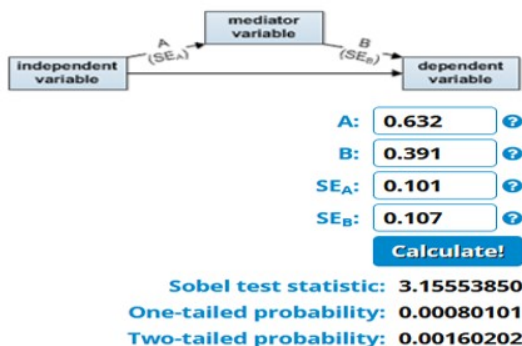 mediator
variable
A
(SEA)
B
(SEB)
independent
variable
dependent
variable
A: 0.632 ?
B: 0.391 ?
SEA: 0.101 ?
SEB: 0.107 ?
Calculate!
Sobel test statistic: 3.15553850
One-tailed probability: 0.00080101
Two-tailed probability: 0.00160202